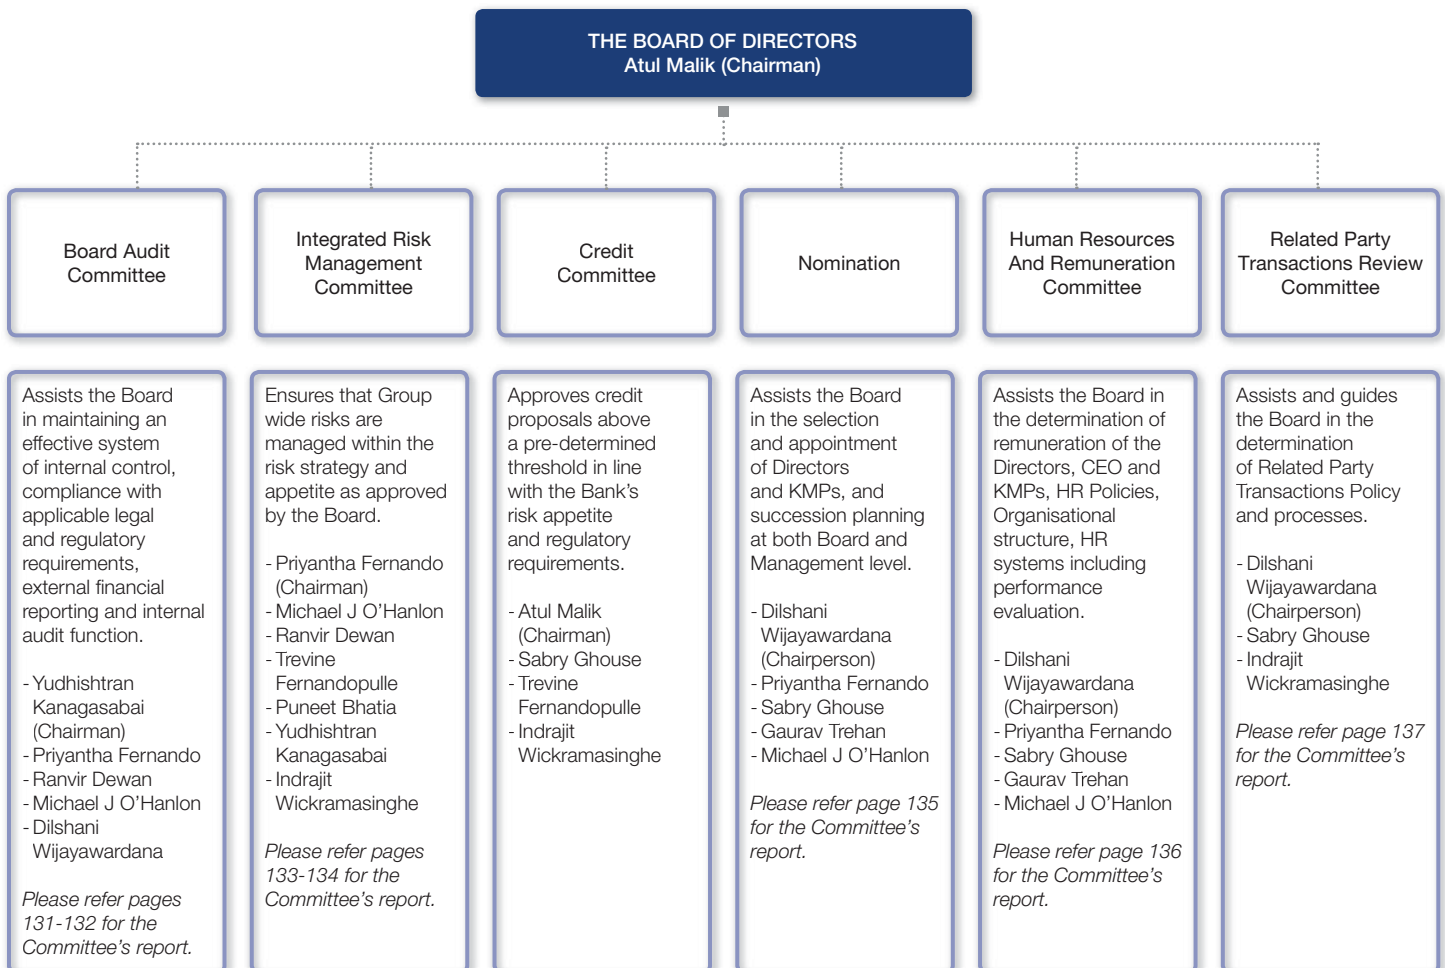 THE BOARD OF DIRECTORS
Atul Malik (Chairman)
Board Audit
Committee
Integrated Risk
Management
Committee
Credit
Committee
Nomination
Human Resources
And Remuneration
Committee
Related Party
Transactions Review
Committee
Assists the Board
in maintaining an
effective system
of internal control,
compliance with
applicable legal
and regulatory
requirements,
external financial
reporting and internal
audit function.
- Yudhishtran
Kanagasabai
(Chairman)
- Priyantha Fernando
- Ranvir Dewan
- Michael J O’Hanlon
- Dilshani
Wijayawardana
Please refer pages
131-132 for the
Committee’s report.
Ensures that Group
wide risks are
managed within the
risk strategy and
appetite as approved
by the Board.
- Priyantha Fernando
(Chairman)
- Michael J O’Hanlon
- Ranvir Dewan
- Trevine
Fernandopulle
- Puneet Bhatia
- Yudhishtran
Kanagasabai
- Indrajit
Wickramasinghe
Please refer pages
133-134 for the
Committee’s report.
Approves credit
proposals above
a pre-determined
threshold in line
with the Bank’s
risk appetite
and regulatory
requirements.
- Atul Malik
(Chairman)
- Sabry Ghouse
- Trevine
Fernandopulle
- Indrajit
Wickramasinghe
Assists the Board
in the selection
and appointment
of Directors
and KMPs, and
succession planning
at both Board and
Management level.
- Dilshani
Wijayawardana
(Chairperson)
- Priyantha Fernando
- Sabry Ghouse
- Gaurav Trehan
- Michael J O’Hanlon
Please refer page 135
for the Committee’s
report.
Assists the Board in
the determination of
remuneration of the
Directors, CEO and
KMPs, HR Policies,
Organisational
structure, HR
systems including
performance
evaluation.
- Dilshani
Wijayawardana
(Chairperson)
- Priyantha Fernando
- Sabry Ghouse
- Gaurav Trehan
- Michael J O’Hanlon
Please refer page 136
for the Committee’s
report.
Assists and guides
the Board in the
determination
of Related Party
Transactions Policy
and processes.
- Dilshani
Wijayawardana
(Chairperson)
- Sabry Ghouse
- Indrajit
Wickramasinghe
Please refer page 137
for the Committee’s
report.